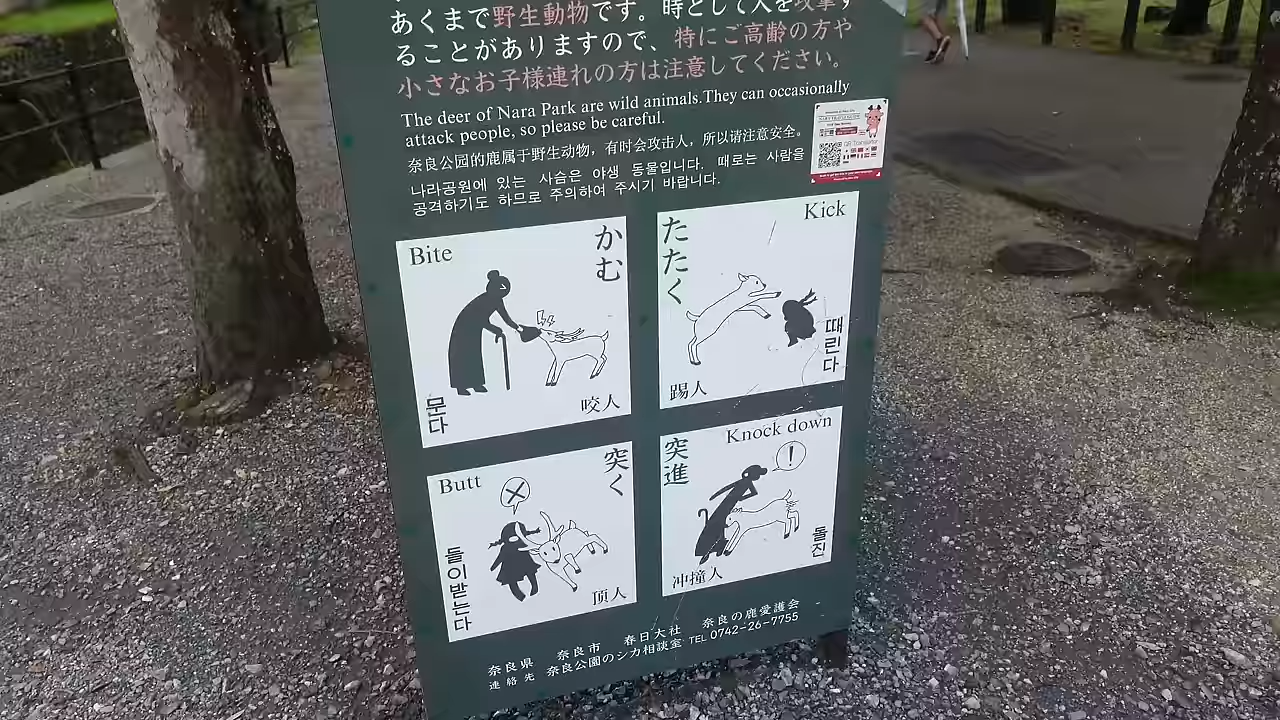 あくまで野生動物です。時として人を攻撃す
ることがありますので、特にご高齢の方や
小さなお子様連れの方は注意してください。
The deer of Nara Park are wild animals.They can occasionally
attack people, so please be careful.
奈良公园的鹿属于野生动物，有时会攻击人，所以请注意安全。
나라공원에 있는 사슴은 야생 동물입니다. 때로는 사람을
공격하기도 하므로 주의하여 주시기 바랍니다.
Bite
かむ
문다
咬人
Kick
たたく
때린다
踢人
Butt
突く
들이받는다
顶人
Knock down
突進
돌진
冲撞人
!
奈良県 奈良市 春日大社 奈良の鹿愛護会
連絡先 奈良公園のシカ相談室 TEL 0742-26-7755